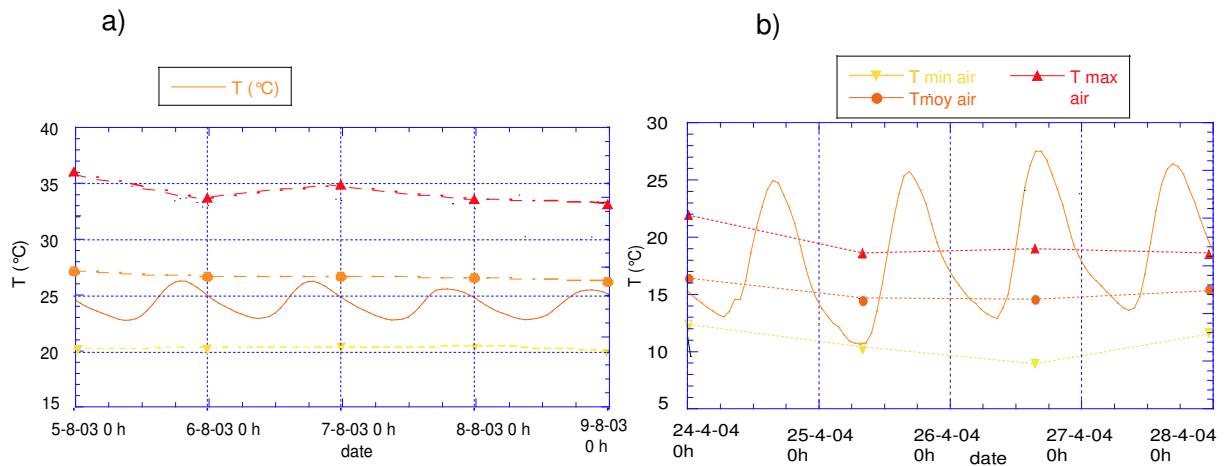 a)
T (°C)
40
35
30
25
20
15
T (°C)
5-8-03 0 h
6-8-03 0 h
7-8-03 0 h
8-8-03 0 h
9-8-03
0 h
date
b)
T min air
Tmoy air
T max
air
30
25
20
15
10
5
T (°C)
24-4-04
0h
25-4-04
0h
26-4-04
0h
27-4-04
0h
28-4-04
0h
date